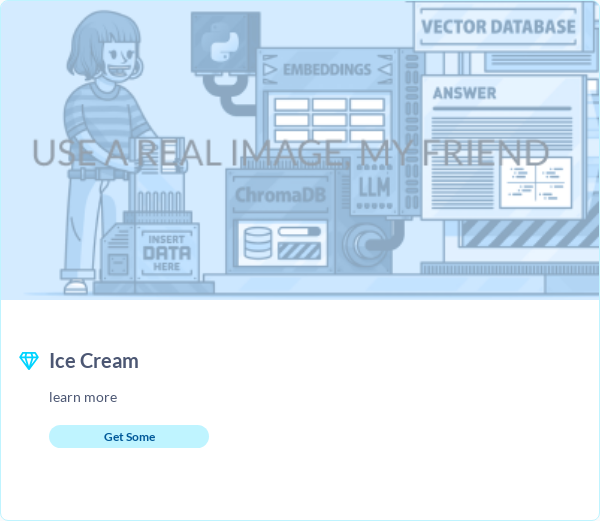 VECTOR DATABASE
EMBEDDINGS
ANSWER
USE A REAL IMAGE, MY FRIEND
ChromaDB
LLM
INSERT
DATA
HERE
Ice Cream
learn more
Get Some